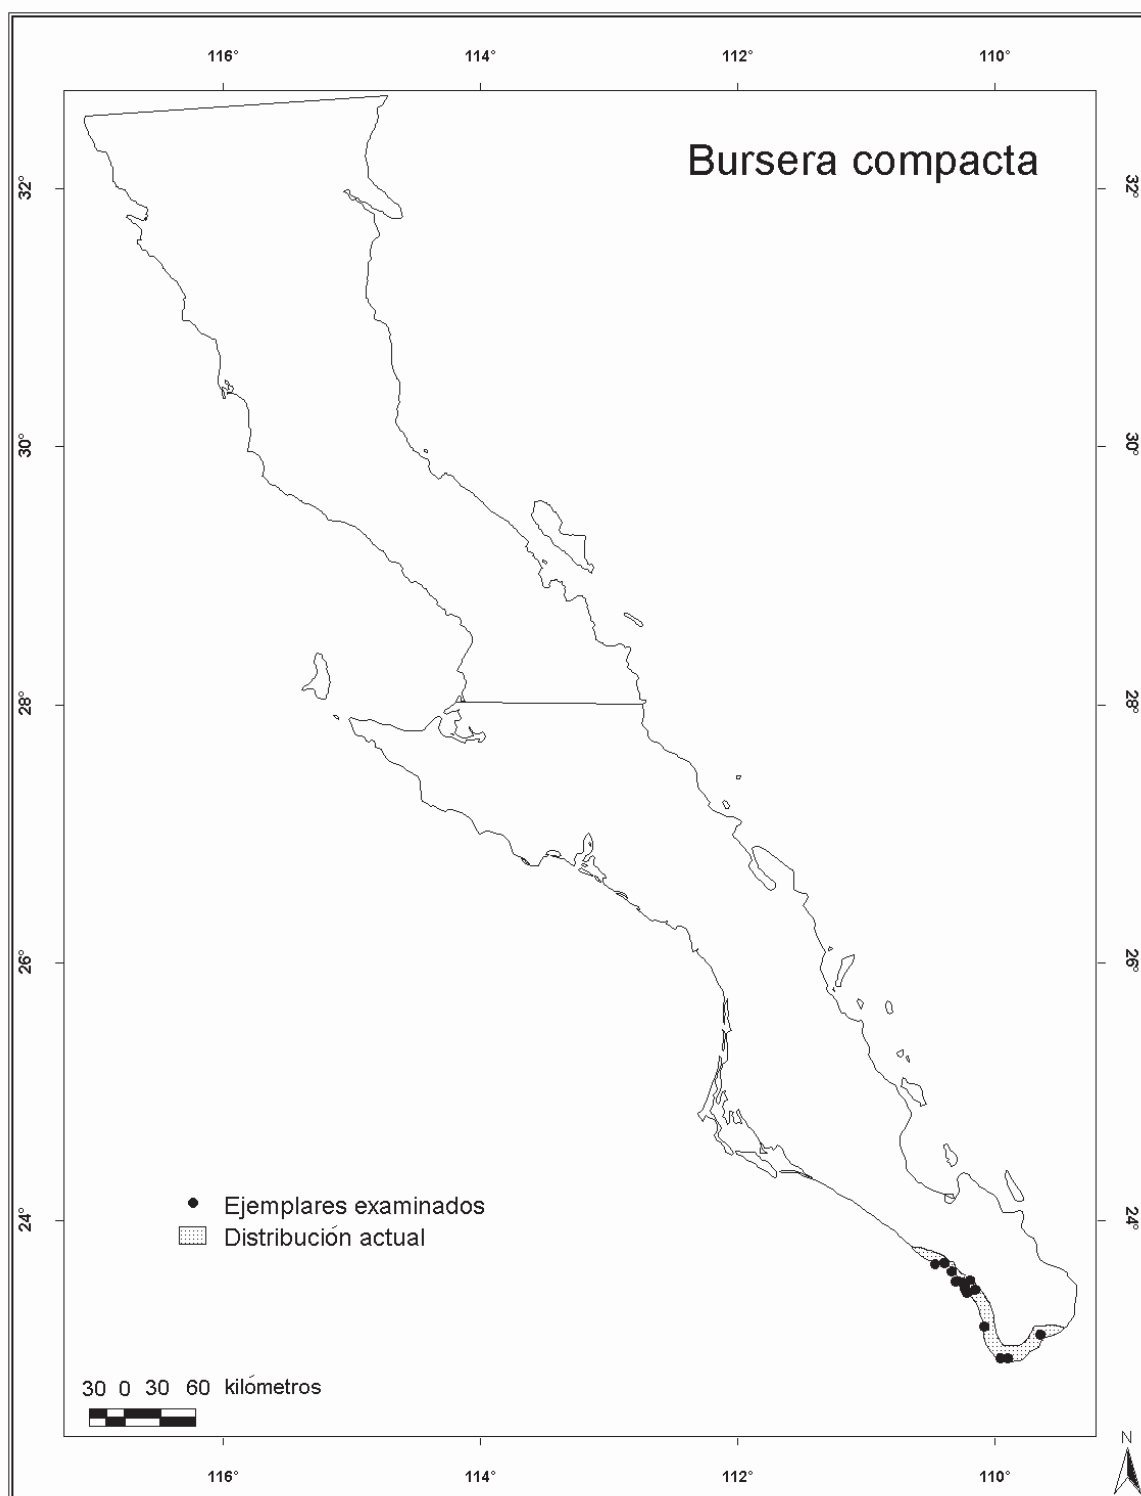 116° 114° 112° 110°
Bursera compacta
32° 32°
30° 30°
28° 28°
26° 26°
24° 24°
Ejemplares examinados
Distribución actual
30 0 30 60 kilómetros
N
116° 114° 112° 110°